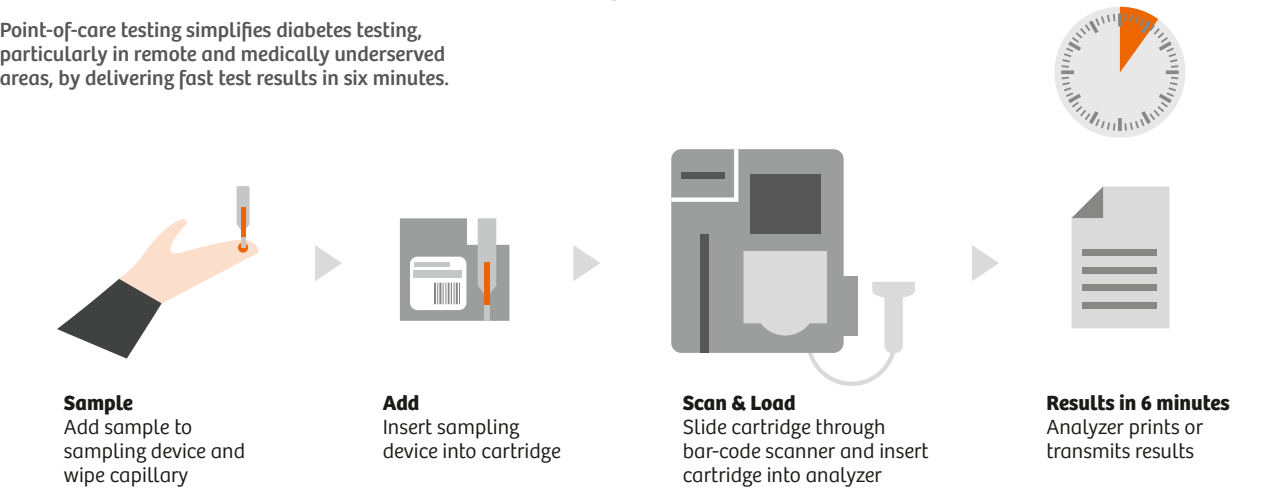 Point-of-care testing simplifies diabetes testing,
particularly in remote and medically underserved
areas, by delivering fast test results in six minutes.
Sample
Add sample to
sampling device and
wipe capillary
Add
Insert sampling
device into cartridge
Scan & Load
Slide cartridge through
bar-code scanner and insert
cartridge into analyzer
Results in 6 minutes
Analyzer prints or
transmits results